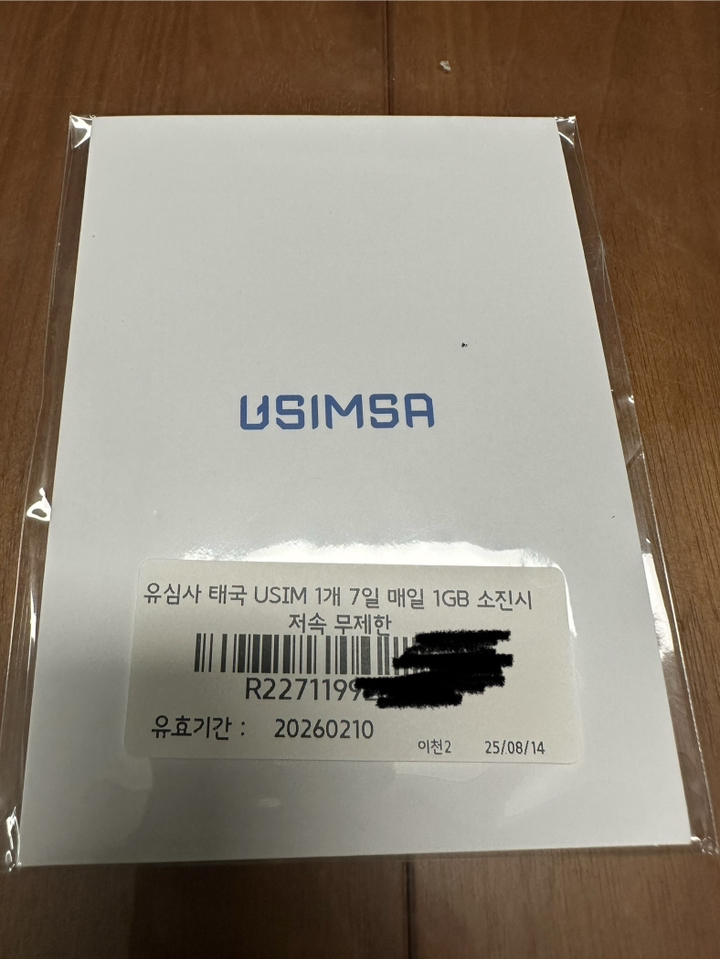 USIMSA
유심사 태국 USIM 1개 7일 매일 1GB 소진시
저속 무제한
R2271199
유효기간 : 20260210
이천2 25/08/14